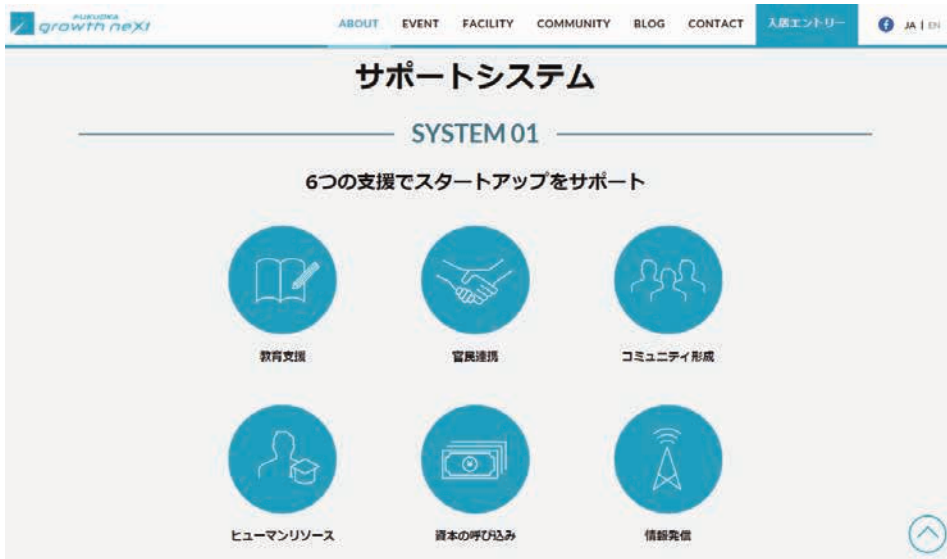 FUKUOKA
growth neXt
ABOUT EVENT FACILITY COMMUNITY BLOG CONTACT 入居エントリー JA | EN
サポートシステム
SYSTEM 01
6つの支援でスタートアップをサポート
教育支援 官民連携 コミュニティ形成
ヒューマンリソース 資本の呼び込み 情報発信